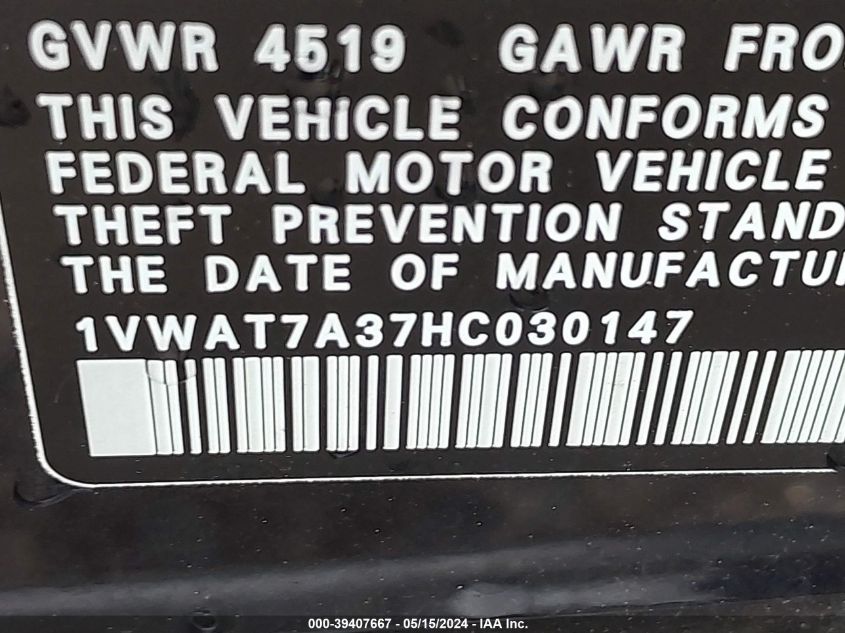 GVWR 4519 GAWR FRO
THIS VEHICLE CONFORMS
FEDERAL MOTOR VEHICLE
THEFT PREVENTION STAND
THE DATE OF MANUFACTU
1VWAT7A37HC030147
000-39407667 - 05/15/2024 - IAA Inc.